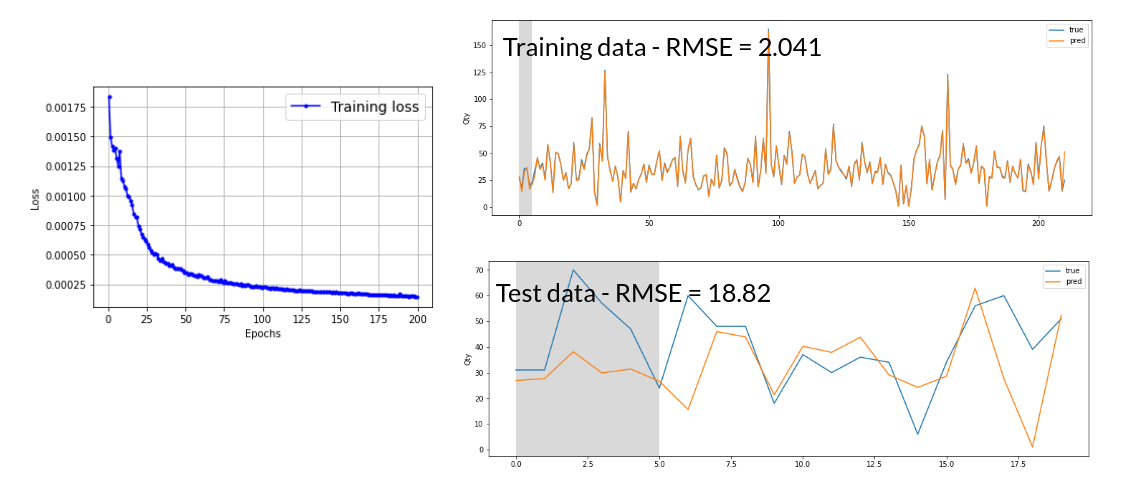 Training loss
0.00175
0.00150
0.00125
0.00100
0.00075
0.00050
0.00025
Loss
0 25 50 75 100 125 150 175 200
Epochs
Training data - RMSE = 2.041
true
pred
150
125
100
75
50
25
0
Qty
0 50 100 150 200
Test data - RMSE = 18.82
true
pred
70
60
50
40
30
20
10
0
Qty
0.0 2.5 5.0 7.5 10.0 12.5 15.0 17.5